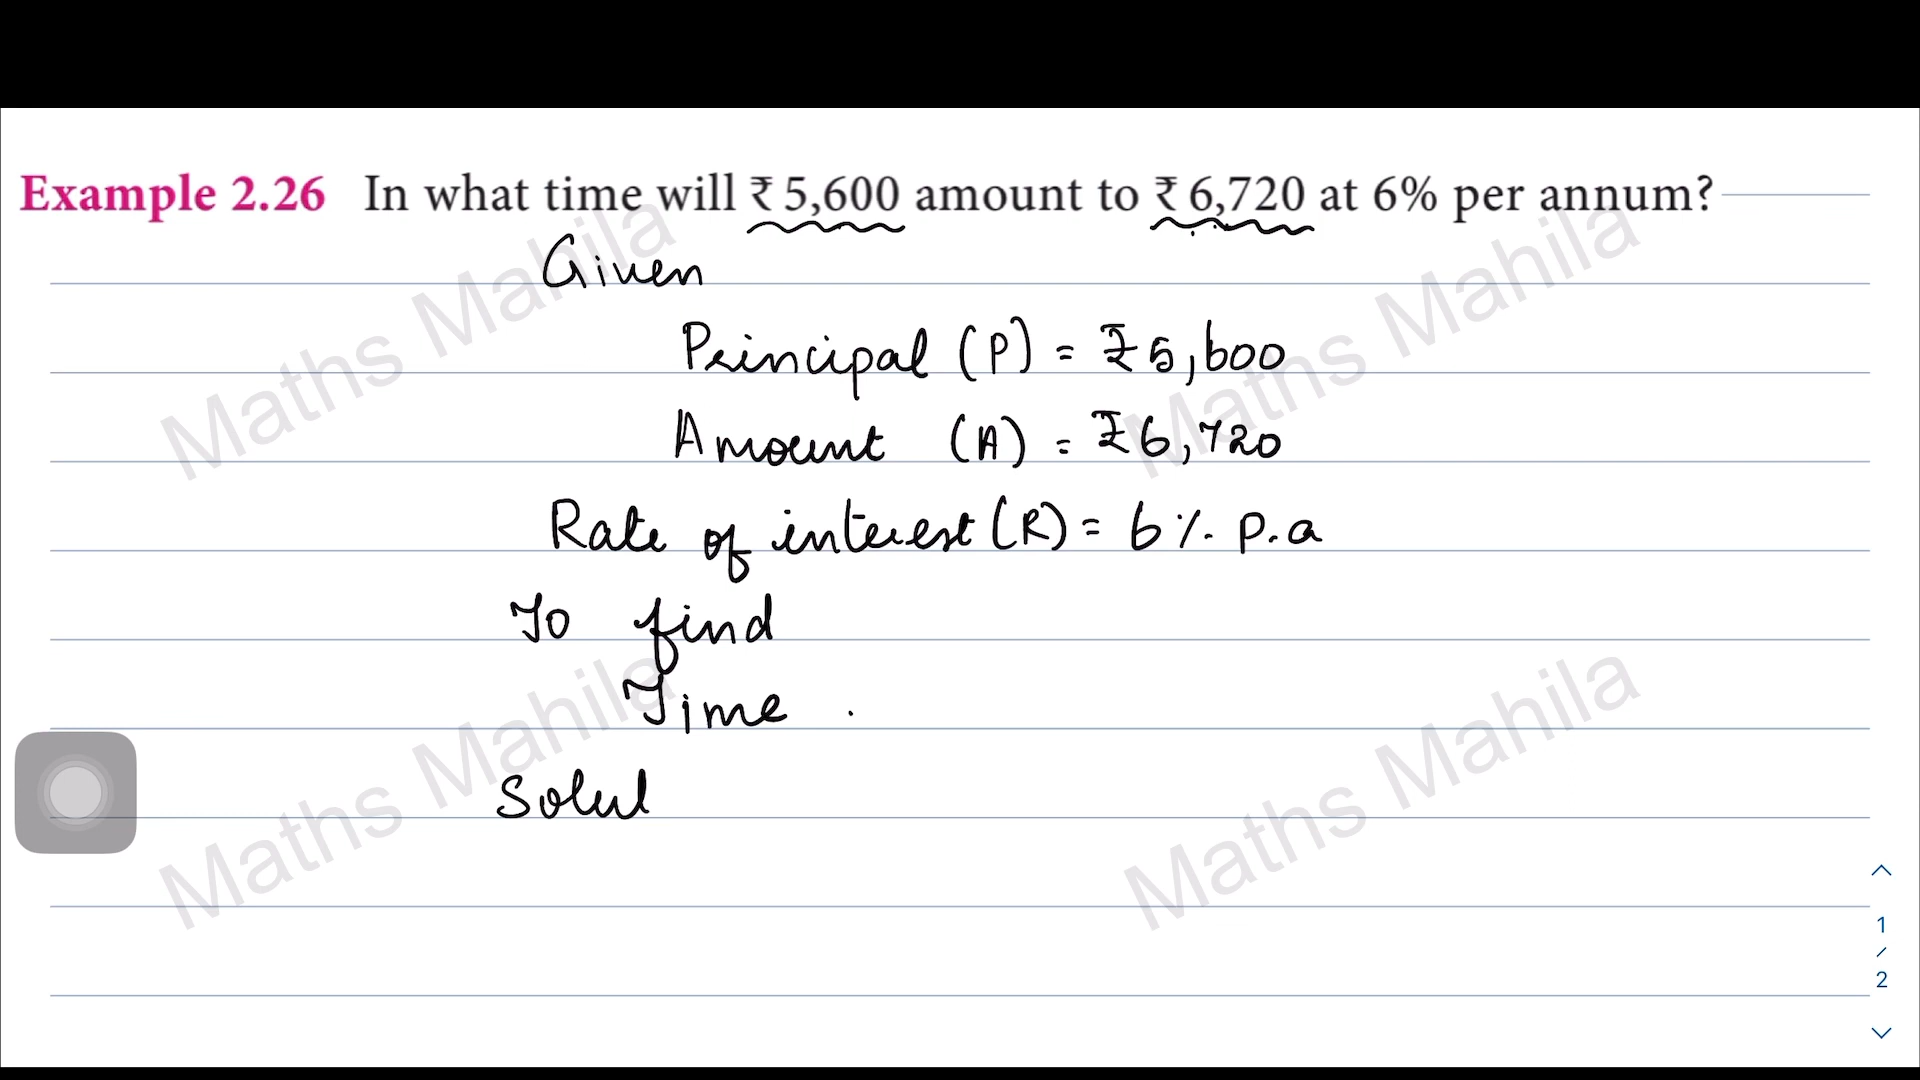 Example 2.26 In what time will ₹ 5,600 amount to ₹ 6,720 at 6% per annum?
Given
Principal (P) = ₹5,600
Amount (A) = ₹6,720
Rate of interest (R) = 6% p.a
To find
Time .
Solut
Maths Mahila
Maths Mahila
Maths Mahila
Maths Mahila
1
/
2